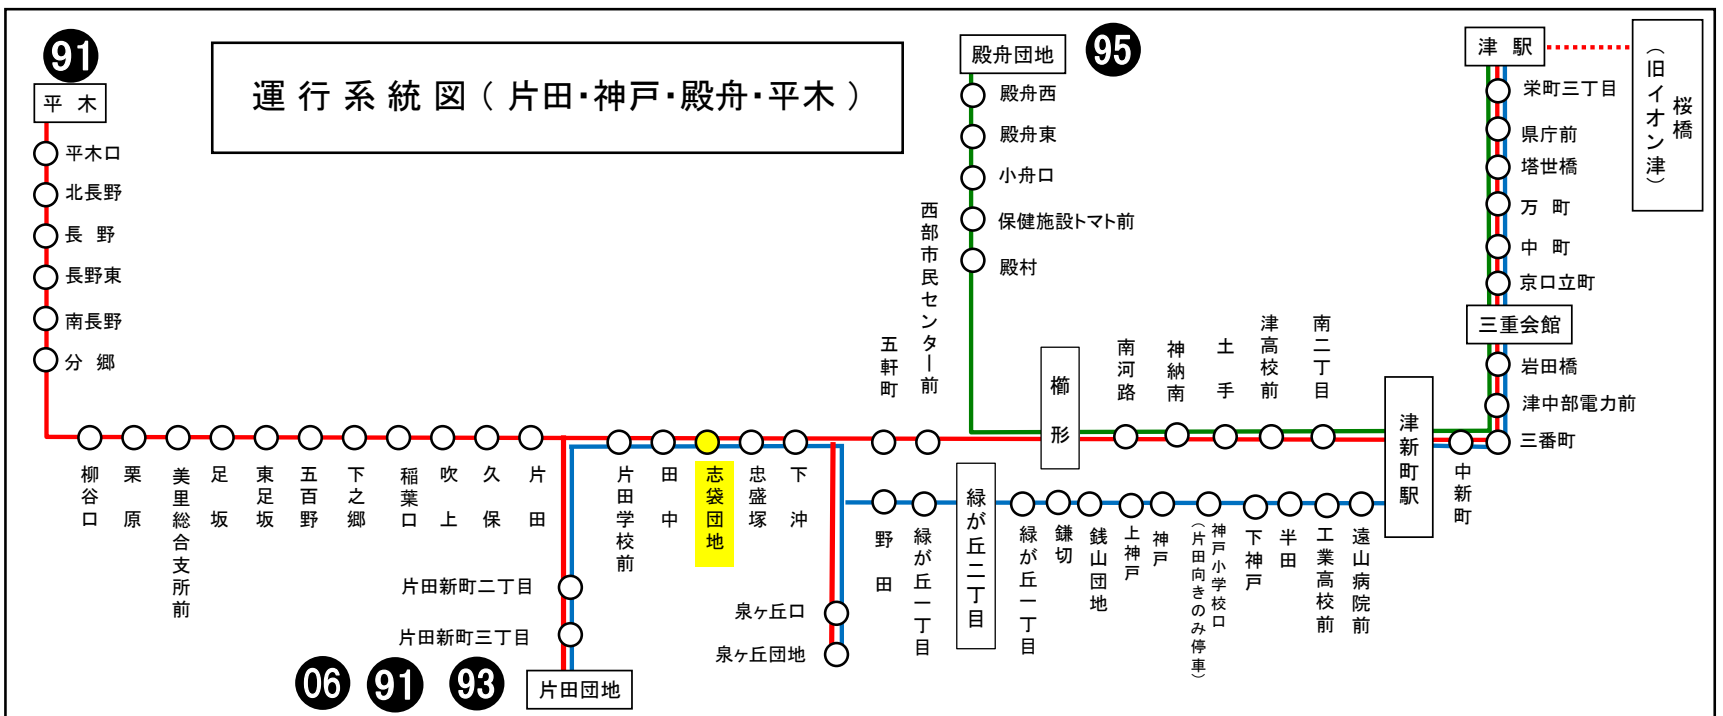 91
平木
平木口
北長野
長野
長野東
南長野
分郷
運行系統図（片田・神戸・殿舟・平木）
殿舟団地
95
殿舟西
殿舟東
小舟口
保健施設トマト前
殿村
津駅
桜橋
（旧イオン津）
栄町三丁目
県庁前
塔世橋
万町
中町
京口立町
三重会館
岩田橋
津中部電力前
三番町
中新町
津新町駅
南二丁目
津高校前
土手
神納南
南河路
櫛形
西部市民センター前
五軒町
柳谷口
栗原
美里総合支所前
足坂
東足坂
五百野
下之郷
稲葉口
吹上
久保
片田
片田学校前
田中
志袋団地
忠盛塚
下沖
野田
緑が丘一丁目
緑が丘二丁目
緑が丘一丁目
鎌切
銭山団地
上神戸
神戸
神戸小学校口
（片田向きのみ停車）
下神戸
半田
工業高校前
遠山病院前
片田新町二丁目
片田新町三丁目
泉ヶ丘口
泉ヶ丘団地
06
91
93
片田団地